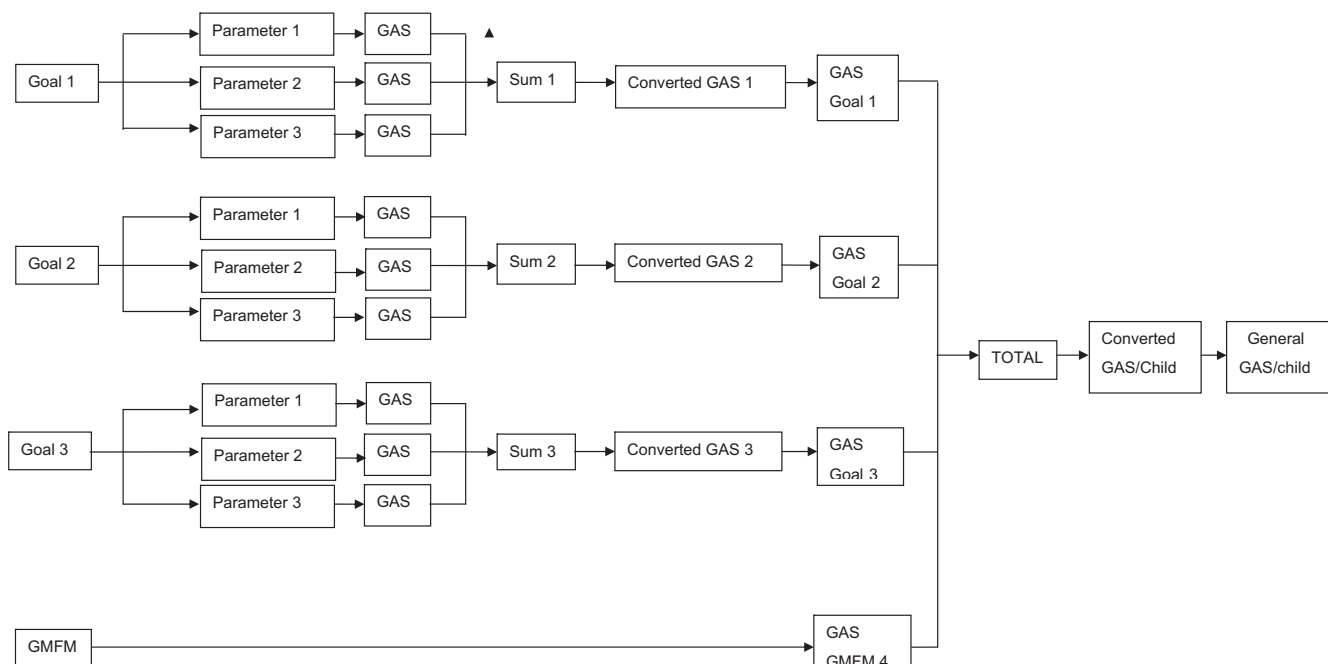 Parameter 1
GAS
▲
Goal 1
Parameter 2
GAS
Sum 1
Converted GAS 1
GAS
Goal 1
Parameter 3
GAS
Parameter 1
GAS
Goal 2
Parameter 2
GAS
Sum 2
Converted GAS 2
GAS
Goal 2
Parameter 3
GAS
Parameter 1
GAS
Goal 3
Parameter 2
GAS
Sum 3
Converted GAS 3
GAS
Goal 3
Parameter 3
GAS
GMFM
GAS
GMFM 4
TOTAL
Converted
GAS/Child
General
GAS/child